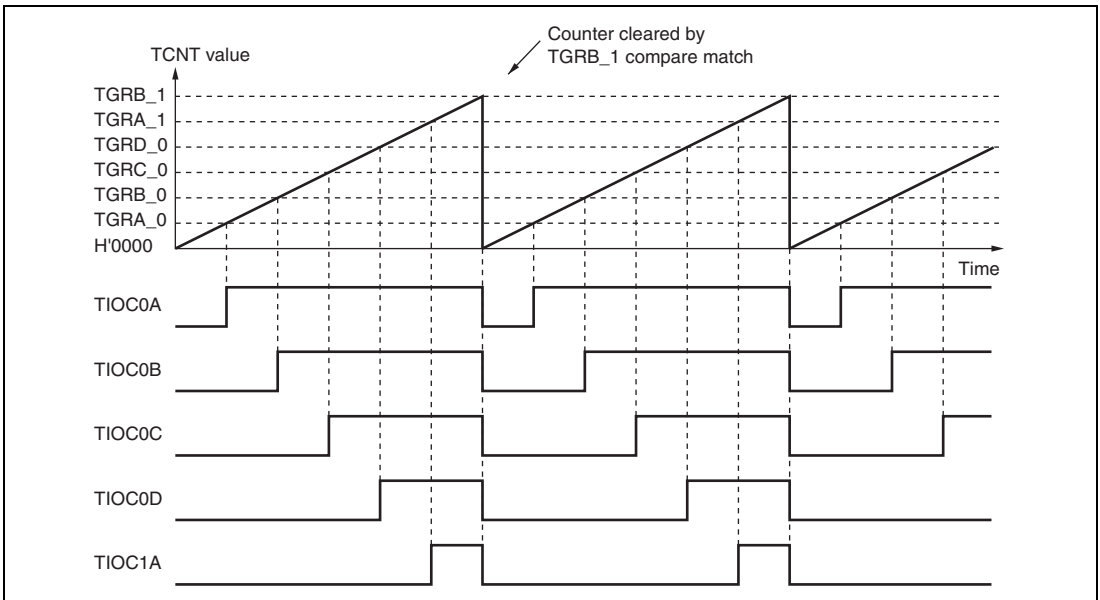 Counter cleared by
TGRB_1 compare match
TCNT value
TGRB_1
TGRA_1
TGRD_0
TGRC_0
TGRB_0
TGRA_0
H'0000
Time
TIOC0A
TIOC0B
TIOC0C
TIOC0D
TIOC1A